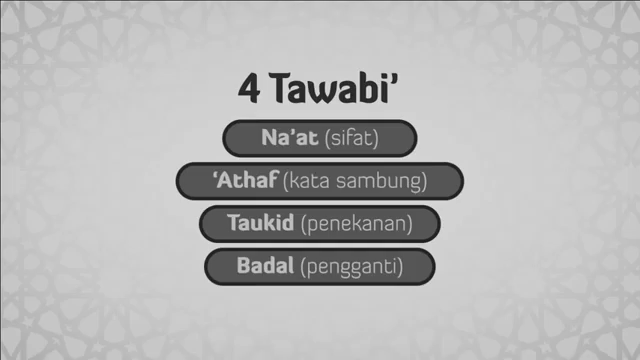 4 Tawabi’
Na’at (sifat)
‘Athaf (kata sambung)
Taukid (penekanan)
Badal (pengganti)